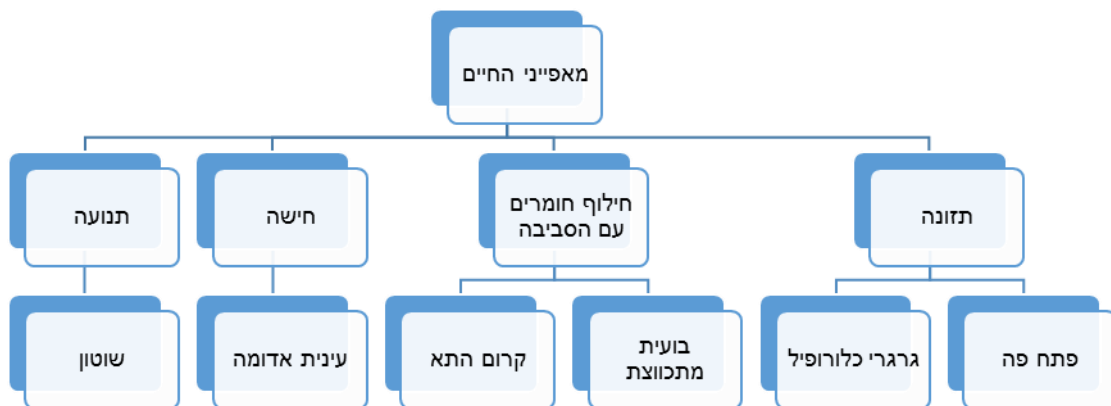 מאפייני החיים
תזונה
חילוף חומרים
עם הסביבה
חישה
תנועה
פתח פה
גרגרי כלורופיל
בועית
מתכווצת
קרום התא
עינית אדומה
שוטון